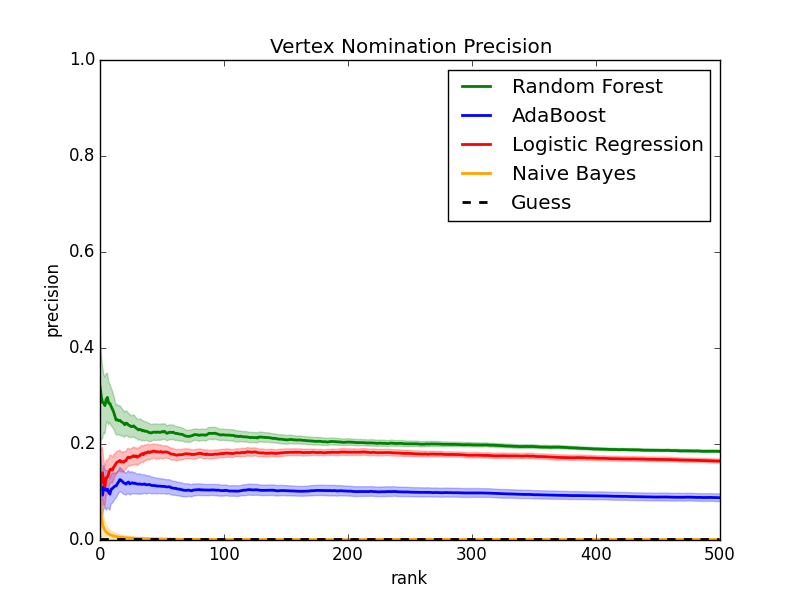 Vertex Nomination Precision
1.0
0.8
0.6
0.4
0.2
0.0
precision
Random Forest
AdaBoost
Logistic Regression
Naive Bayes
Guess
0 100 200 300 400 500
rank